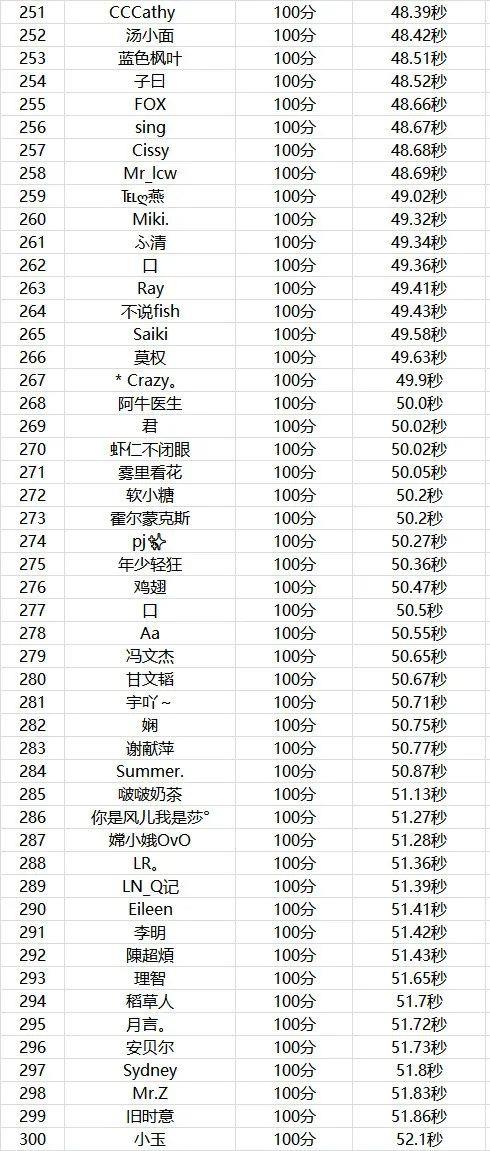 251 CCCathy 100分 48.39秒
252 汤小面 100分 48.42秒
253 蓝色枫叶 100分 48.51秒
254 子曰 100分 48.52秒
255 FOX 100分 48.66秒
256 sing 100分 48.67秒
257 Cissy 100分 48.68秒
258 Mr_lcw 100分 48.69秒
259 ℡ღ燕 100分 49.02秒
260 Miki. 100分 49.32秒
261 ふ清 100分 49.34秒
262 口 100分 49.36秒
263 Ray 100分 49.41秒
264 不说fish 100分 49.43秒
265 Saiki 100分 49.58秒
266 莫权 100分 49.63秒
267 * Crazy。 100分 49.9秒
268 阿牛医生 100分 50.0秒
269 君 100分 50.02秒
270 虾仁不闭眼 100分 50.02秒
271 雾里看花 100分 50.05秒
272 软小糖 100分 50.2秒
273 霍尔蒙克斯 100分 50.2秒
274 pj 100分 50.27秒
275 年少轻狂 100分 50.36秒
276 鸡翅 100分 50.47秒
277 口 100分 50.5秒
278 Aa 100分 50.55秒
279 冯文杰 100分 50.65秒
280 甘文韬 100分 50.67秒
281 宇吖~ 100分 50.71秒
282 娴 100分 50.75秒
283 谢献萍 100分 50.77秒
284 Summer. 100分 50.87秒
285 啵啵奶茶 100分 51.13秒
286 你是风儿我是莎° 100分 51.27秒
287 嫦小娥OvO 100分 51.28秒
288 LR。 100分 51.36秒
289 LN_Q记 100分 51.39秒
290 Eileen 100分 51.41秒
291 李明 100分 51.42秒
292 陳超煩 100分 51.43秒
293 理智 100分 51.65秒
294 稻草人 100分 51.7秒
295 月言。 100分 51.72秒
296 安贝尔 100分 51.73秒
297 Sydney 100分 51.8秒
298 Mr.Z 100分 51.83秒
299 旧时意 100分 51.86秒
300 小玉 100分 52.1秒